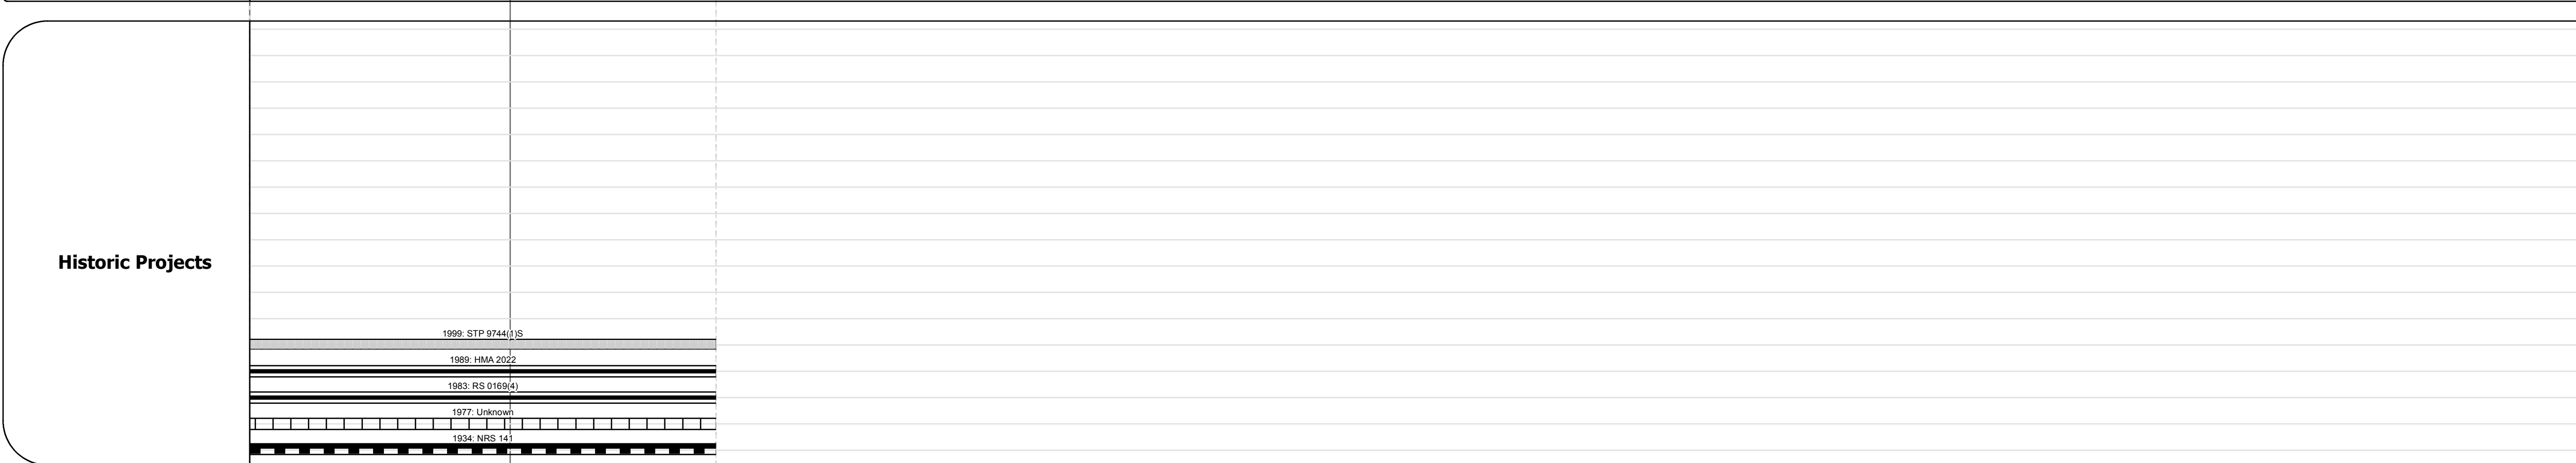 Historic Projects
1999: STP 9744(1)S
1989: HMA 2022
1983: RS 0169(4)
1977: Unknown
1934: NRS 141